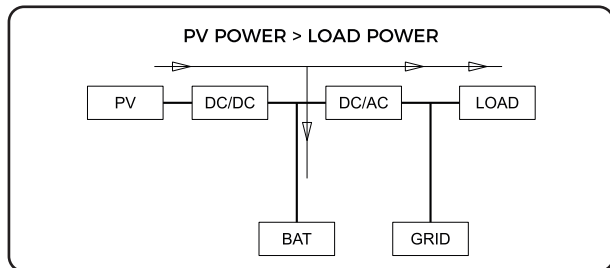 PV POWER > LOAD POWER
PV
DC/DC
DC/AC
LOAD
BAT
GRID